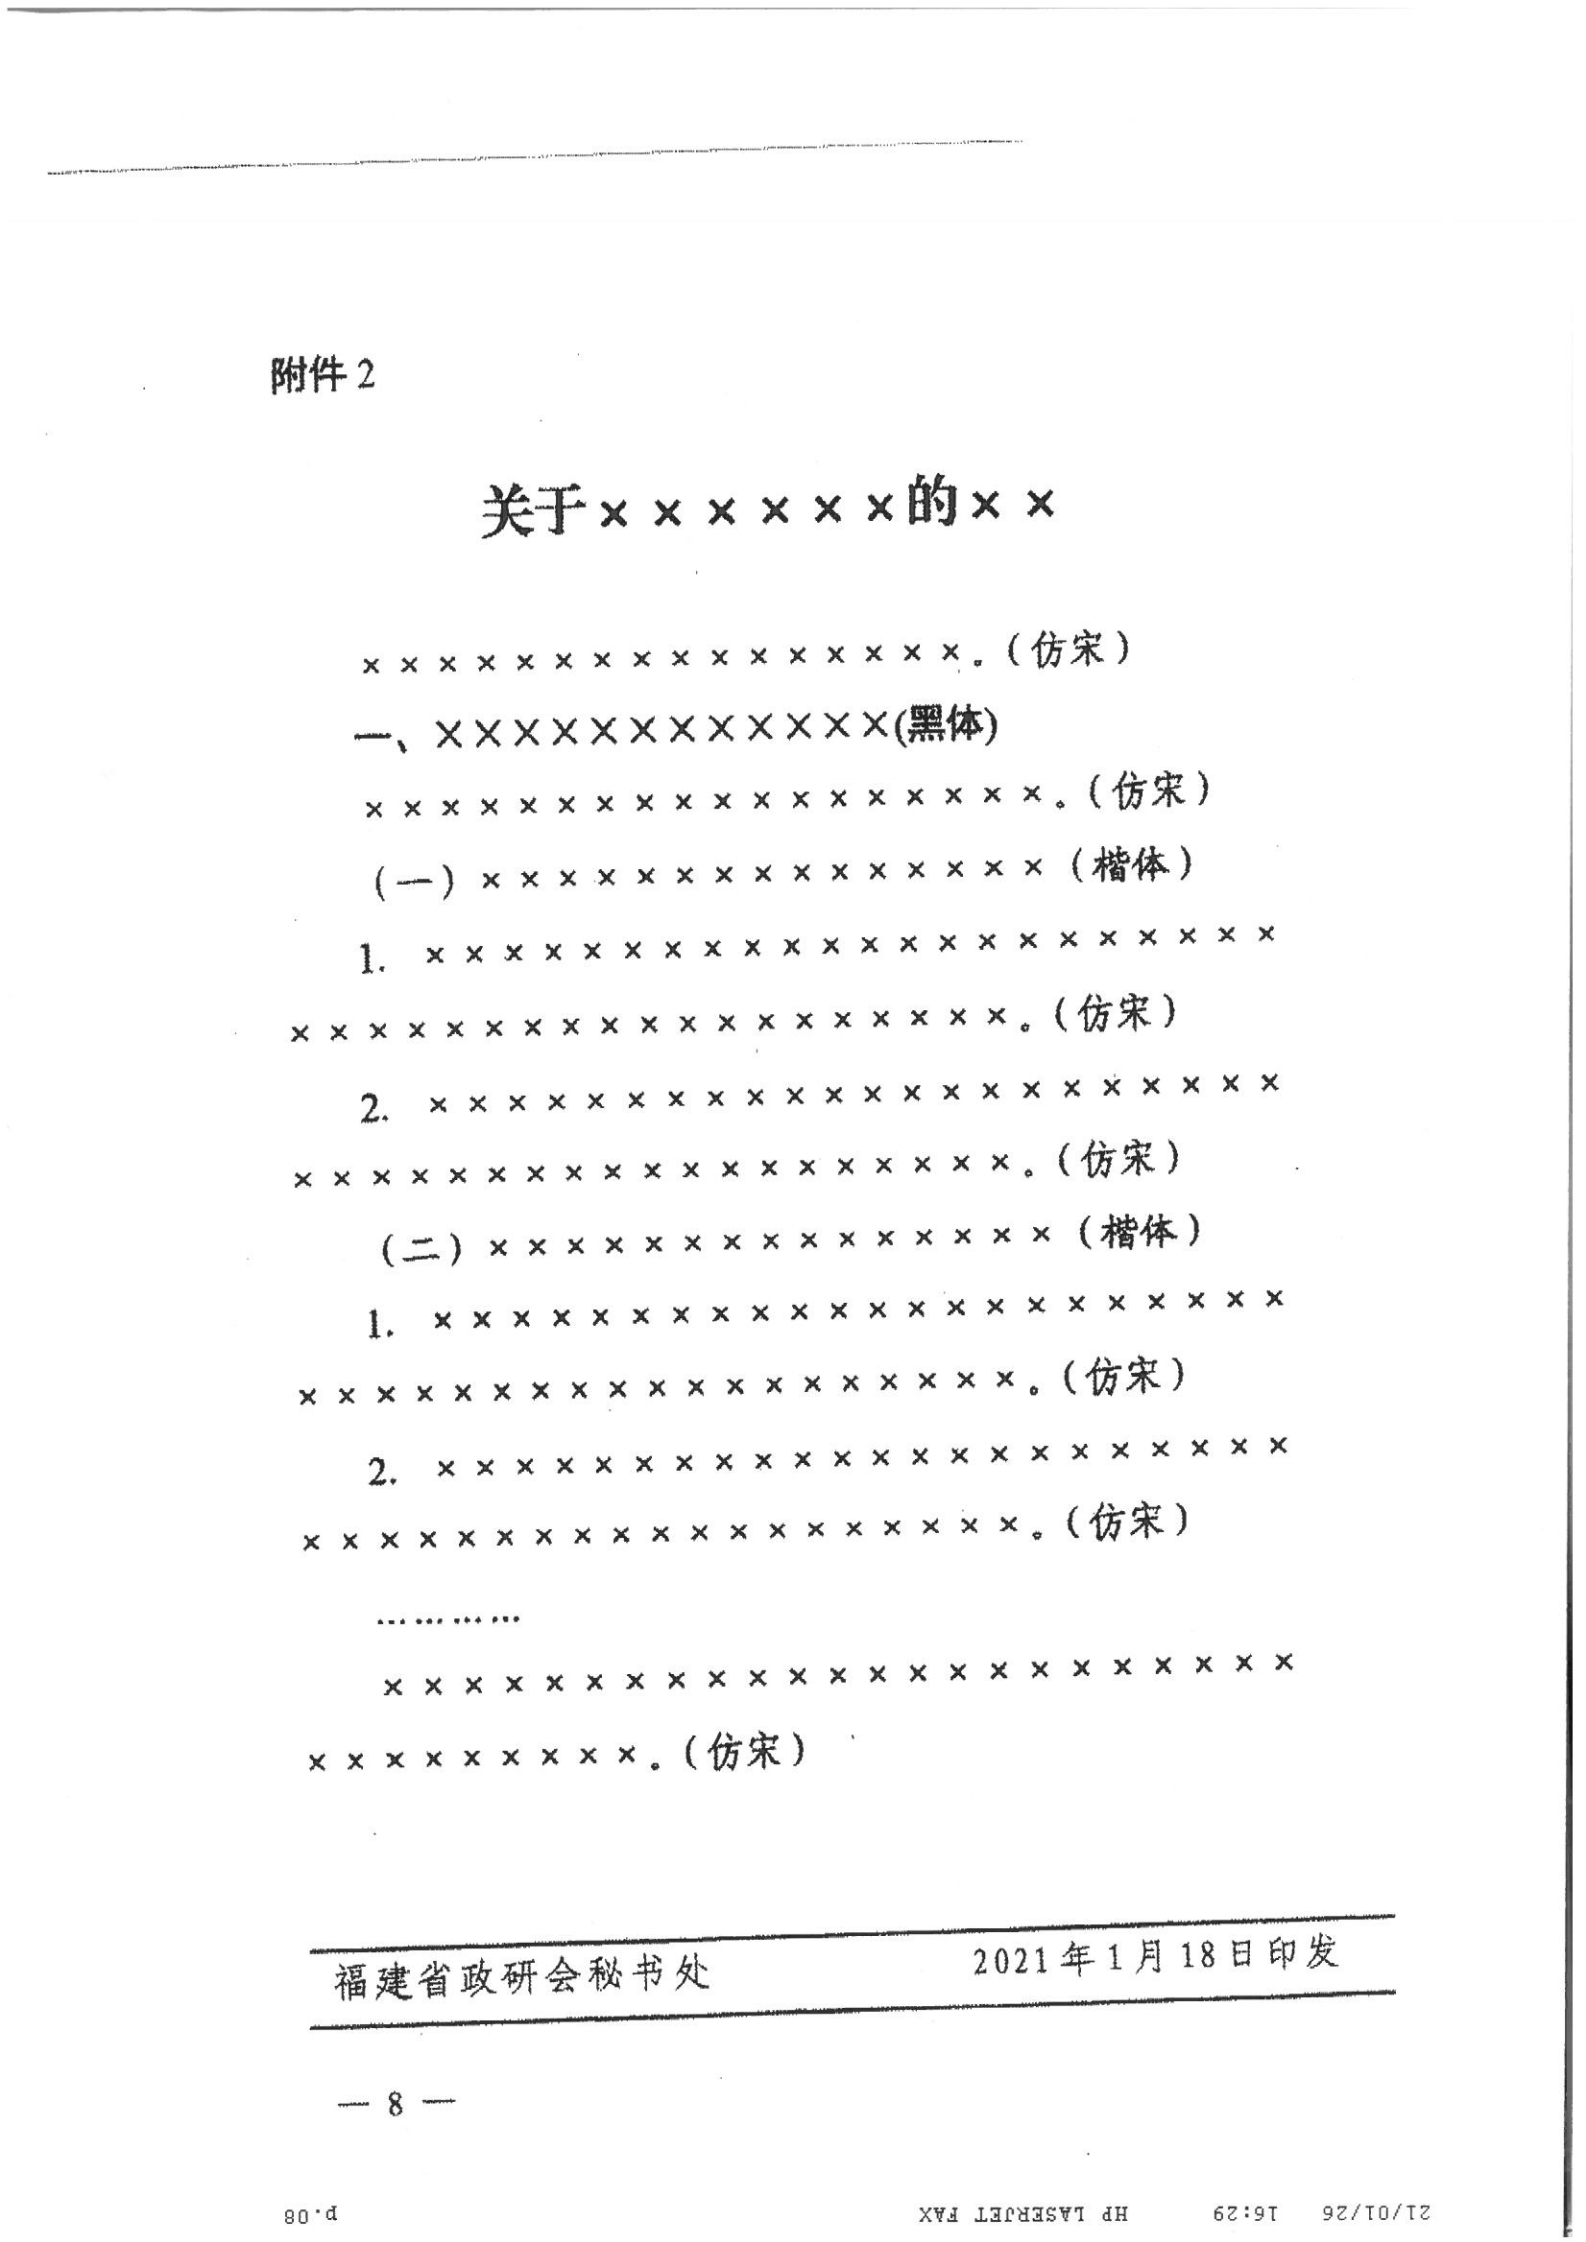 附件2
关于××××××的××
××××××××××××××××。(仿宋)
一、××××××××××××(黑体)
××××××××××××××××××。(仿宋)
(一)×××××××××××××××(楷体)
1. ××××××××××××××××××××××
×××××××××××××××××××。(仿宋)
2. ××××××××××××××××××××××
×××××××××××××××××××。(仿宋)
(二)×××××××××××××××(楷体)
1. ××××××××××××××××××××××
×××××××××××××××××××。(仿宋)
2. ××××××××××××××××××××××
×××××××××××××××××××。(仿宋)
…………
×××××××××××××××××××××××
×××××××××。(仿宋)
福建省政研会秘书处 2021年1月18日印发
— 8 —
21/01/26 16:29 HP LASERJET FAX p.08